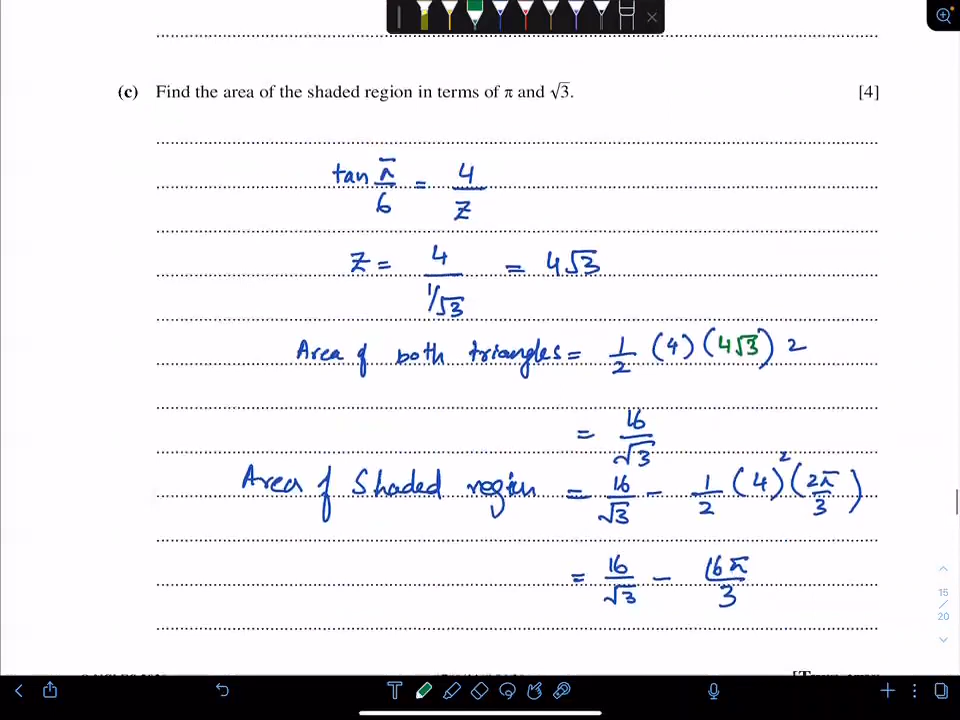 (c) Find the area of the shaded region in terms of π and √3. [4]
tan π/6 = 4/z
z = 4/(1/√3) = 4√3
Area of both triangles = 1/2 (4) (4√3) 2
= 16/√3
Area of Shaded region = 16/√3 - 1/2 (4)² (2π/3)
= 16/√3 - 16π/3
15
/
20